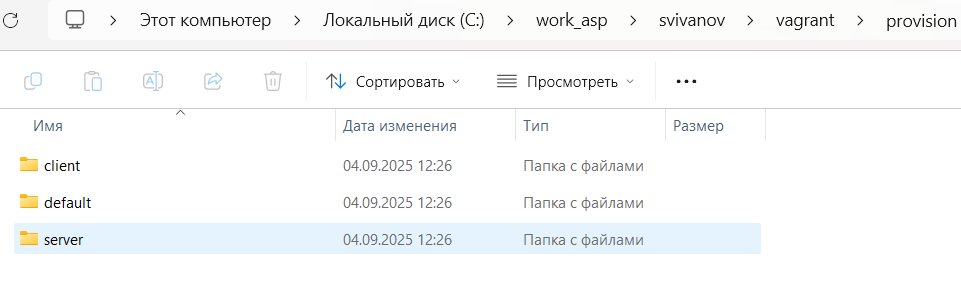 Этот компьютер > Локальный диск (C:) > work_asp > svivanov > vagrant > provision
Сортировать Просмотреть
Имя Дата изменения Тип Размер
client 04.09.2025 12:26 Папка с файлами
default 04.09.2025 12:26 Папка с файлами
server 04.09.2025 12:26 Папка с файлами